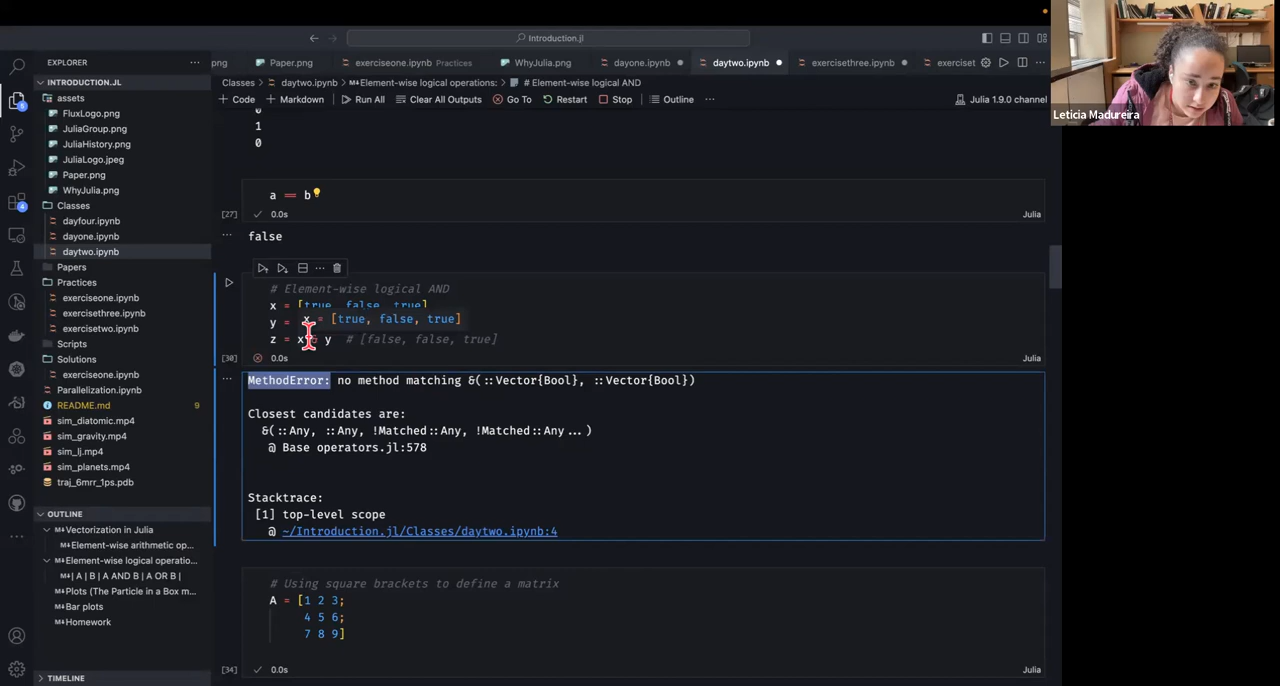 Introduction.jl
EXPLORER
png
Paper.png
exerciseone.ipynb Practices
WhyJulia.png
dayone.ipynb
daytwo.ipynb
exercisethree.ipynb
exerciset
INTRODUCTION.JL
Classes > daytwo.ipynb > M↓Element-wise logical operations: > # Element-wise logical AND
+ Code + Markdown Run All Clear All Outputs Go To Restart Stop Outline ...
Julia 1.9.0 channel
Leticia Madureira
assets
FluxLogo.png
JuliaGroup.png
JuliaHistory.png
JuliaLogo.jpeg
Paper.png
WhyJulia.png
Classes
dayfour.ipynb
dayone.ipynb
daytwo.ipynb
Papers
Practices
exerciseone.ipynb
exercisethree.ipynb
exercisetwo.ipynb
Scripts
Solutions
exerciseone.ipynb
Parallelization.ipynb
README.md 9
sim_diatomic.mp4
sim_gravity.mp4
sim_lj.mp4
sim_planets.mp4
traj_6mrr_1ps.pdb
OUTLINE
M↓Vectorization in Julia
M↓Element-wise arithmetic op...
M↓Element-wise logical operatio...
M↓| A | B | A AND B | A OR B |
M↓Plots (The Particle in a Box m...
M↓Bar plots
M↓Homework
TIMELINE
5
4
0
1
0
a == b
[27] 0.0s Julia
false
# Element-wise logical AND
x = [true, false, true]
x = [true, false, true]
y =
z = x & y # [false, false, true]
[30] 0.0s Julia
MethodError: no method matching &(::Vector{Bool}, ::Vector{Bool})
Closest candidates are:
&(::Any, ::Any, !Matched::Any, !Matched::Any...)
@ Base operators.jl:578
Stacktrace:
[1] top-level scope
@ ~/Introduction.jl/Classes/daytwo.ipynb:4
# Using square brackets to define a matrix
A = [1 2 3;
4 5 6;
7 8 9]
[34] 0.0s Julia